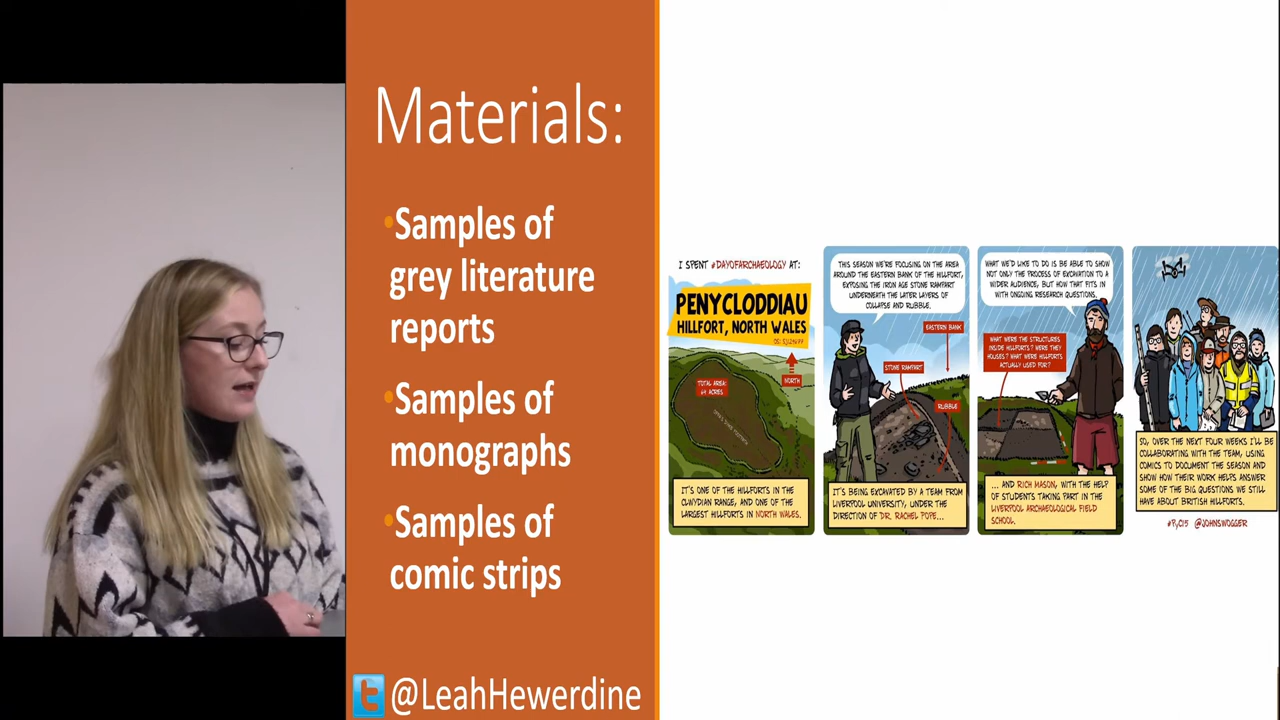 Materials:
•Samples of
grey literature
reports
•Samples of
monographs
•Samples of
comic strips
@LeahHewerdine
I SPENT #DAYOFARCHAEOLOGY AT:
PENYCLODDIAU
HILLFORT, NORTH WALES
NORTH
TOTAL AREA:
64 ACRES
IT'S ONE OF THE HILLFORTS IN THE
CLWYDIAN RANGE, AND ONE OF THE
LARGEST HILLFORTS IN NORTH WALES.
THIS SEASON WE'RE FOCUSING ON THE AREA
AROUND THE EASTERN BANK OF THE HILLFORT,
EXPOSING THE IRON AGE STONE RAMPART
UNDERNEATH THE LATER LAYERS OF
COLLAPSE AND RUBBLE.
EASTERN BANK
STONE RAMPART
RUBBLE
IT'S BEING EXCAVATED BY A TEAM FROM
LIVERPOOL UNIVERSITY, UNDER THE
DIRECTION OF DR. RACHEL POPE...
WHAT WE'D LIKE TO DO IS BE ABLE TO SHOW
NOT ONLY THE PROCESS OF EXCAVATION TO A
WIDER AUDIENCE, BUT HOW THAT FITS IN
WITH ONGOING RESEARCH QUESTIONS.
WHAT WERE THE STRUCTURES
INSIDE HILLFORTS? WERE THEY
HOUSES? WHAT WERE HILLFORTS
ACTUALLY USED FOR?
... AND RICH MASON, WITH THE HELP
OF STUDENTS TAKING PART IN THE
LIVERPOOL ARCHAEOLOGICAL FIELD
SCHOOL.
SO, OVER THE NEXT FOUR WEEKS I'LL BE
COLLABORATING WITH THE TEAM, USING
COMICS TO DOCUMENT THE SEASON AND
SHOW HOW THEIR WORK HELPS ANSWER
SOME OF THE BIG QUESTIONS WE STILL
HAVE ABOUT BRITISH HILLFORTS.
#PyC15 @JOHNSWOGGER